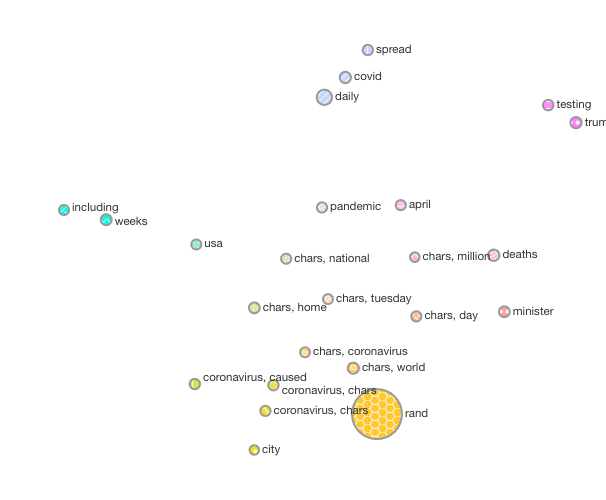 spread
covid
daily
testing
trum
including
weeks
pandemic
april
usa
chars, national
chars, million
deaths
chars, home
chars, tuesday
chars, day
minister
chars, coronavirus
chars, world
coronavirus, caused
coronavirus, chars
coronavirus, chars
rand
city